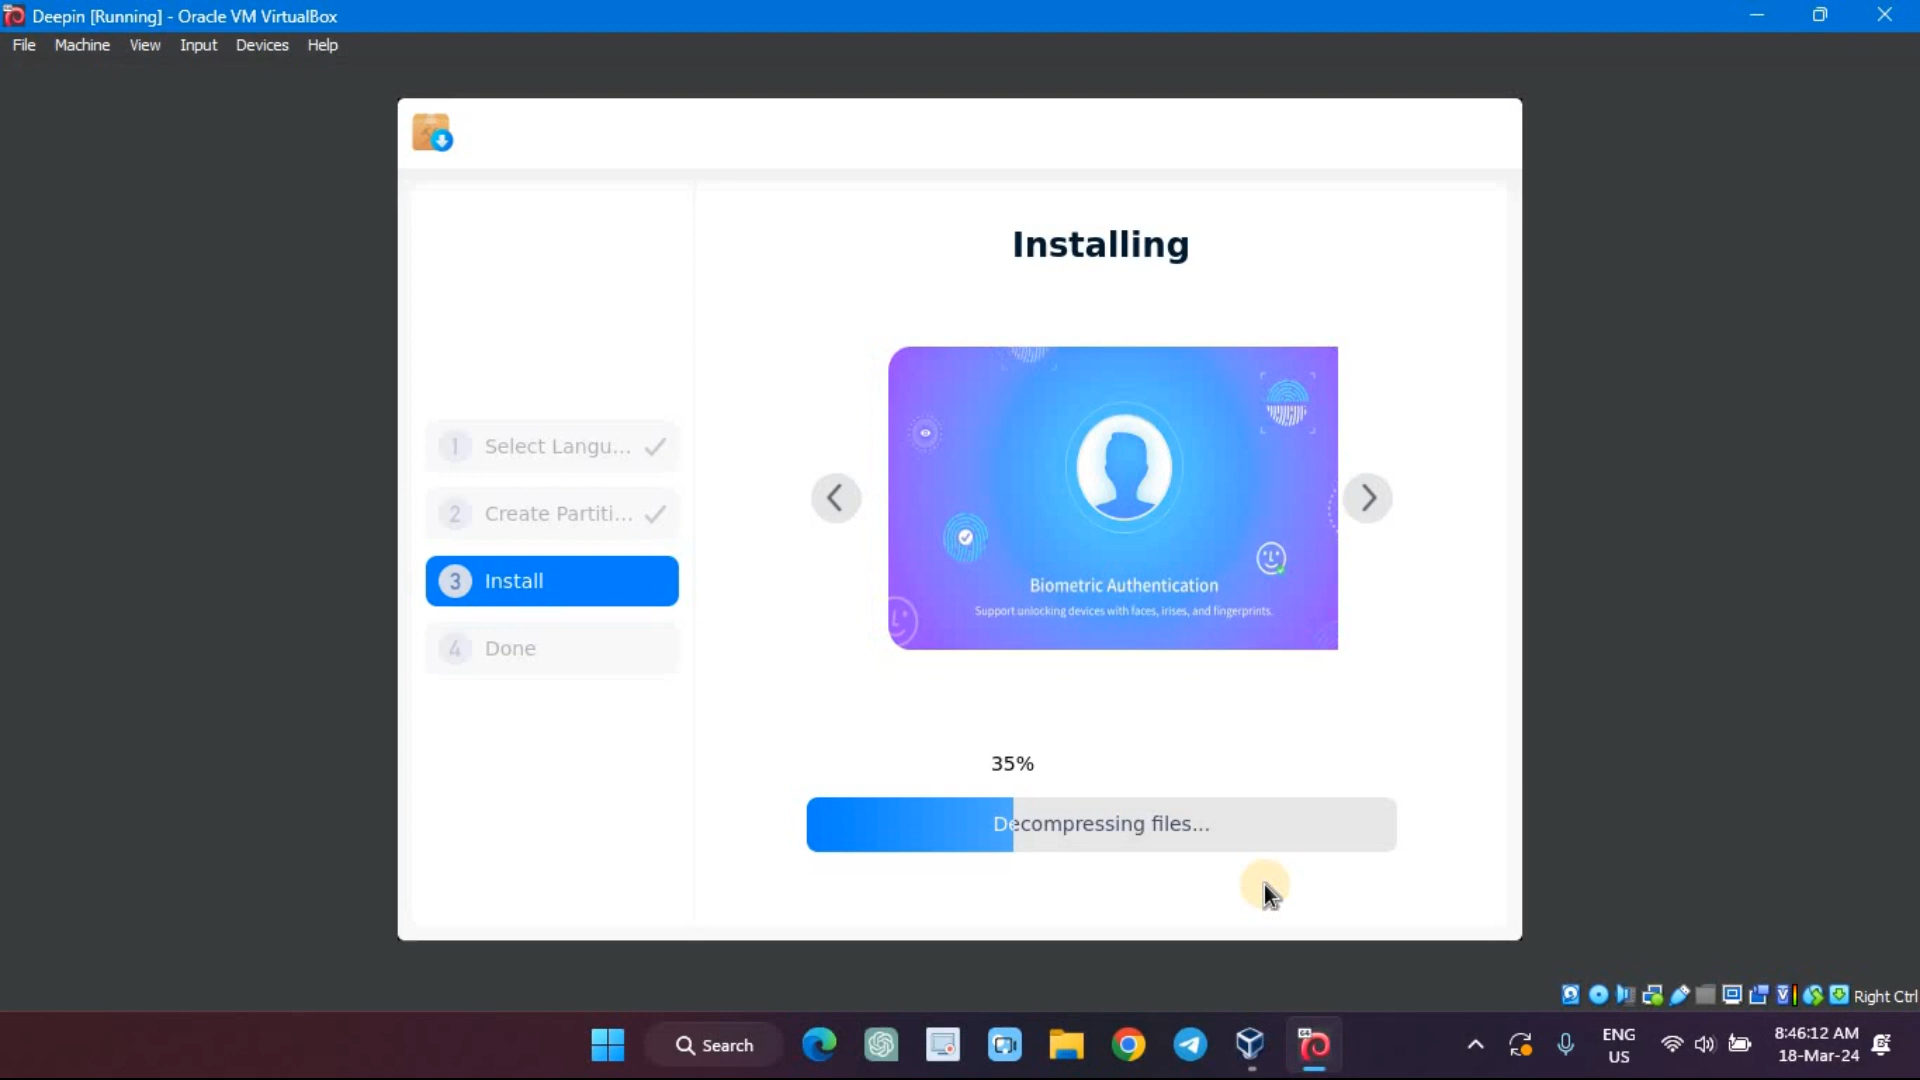 Deepin [Running] - Oracle VM VirtualBox
File Machine View Input Devices Help
Installing
1 Select Langu... 
2 Create Partiti... 
3 Install
4 Done
Biometric Authentication
Support unlocking devices with faces, irises, and fingerprints.
35%
Decompressing files...
Right Ctrl
Search
ENG
US
8:46:12 AM
18-Mar-24